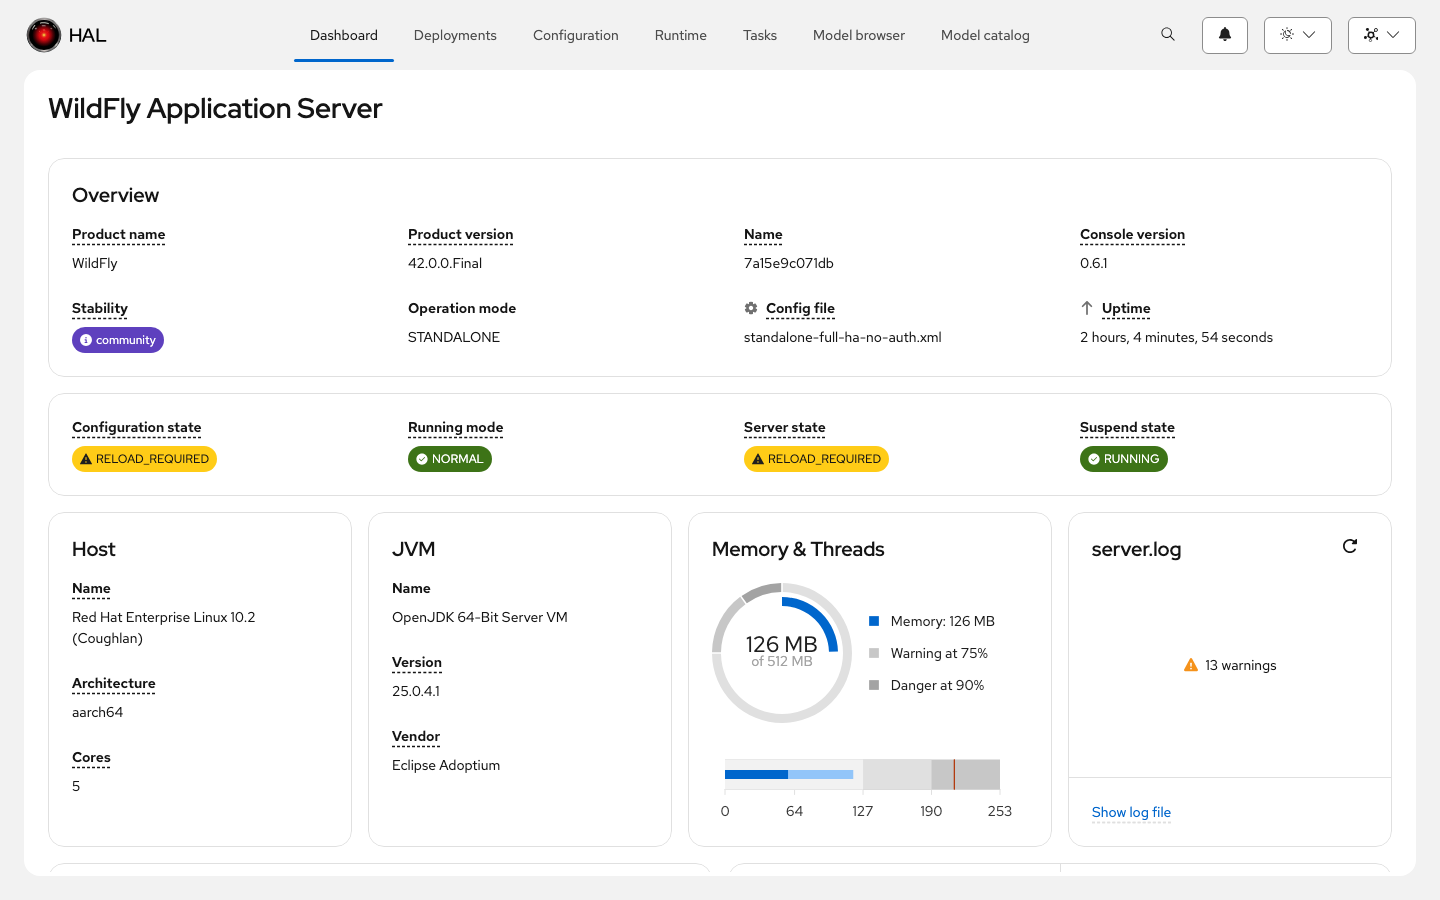 HAL
Dashboard
Deployments
Configuration
Runtime
Tasks
Model browser
Model catalog
WildFly Application Server
Overview
Product name
WildFly
Product version
42.0.0.Final
Name
7a15e9c071db
Console version
0.6.1
Stability
community
Operation mode
STANDALONE
Config file
standalone-full-ha-no-auth.xml
Uptime
2 hours, 4 minutes, 54 seconds
Configuration state
RELOAD_REQUIRED
Running mode
NORMAL
Server state
RELOAD_REQUIRED
Suspend state
RUNNING
Host
Name
Red Hat Enterprise Linux 10.2
(Coughlan)
Architecture
aarch64
Cores
5
JVM
Name
OpenJDK 64-Bit Server VM
Version
25.0.4.1
Vendor
Eclipse Adoptium
Memory & Threads
126 MB
of 512 MB
Memory: 126 MB
Warning at 75%
Danger at 90%
0 64 127 190 253
server.log
13 warnings
Show log file